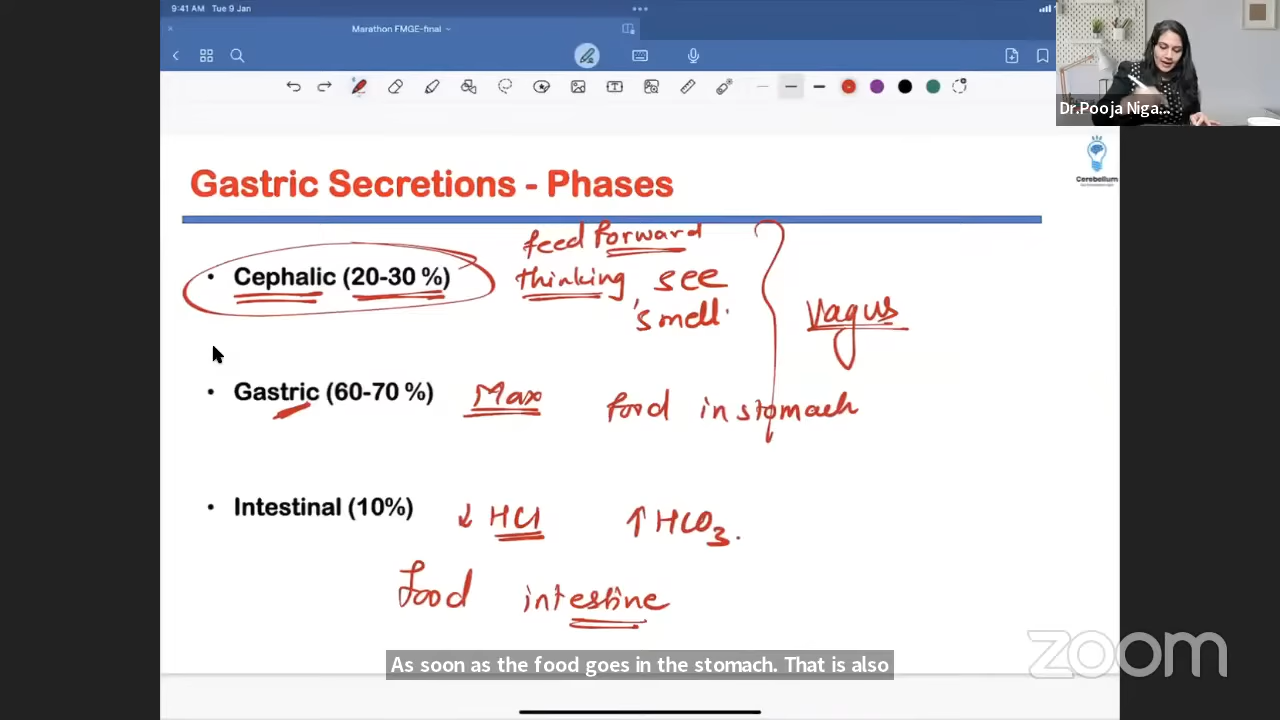 9:41 AM Tue 9 Jan
Marathon FMGE-final
Dr.Pooja Niga...
Cerebellum
Gastric Secretions - Phases
feed forward
Cephalic (20-30 %) thinking see
, smell.
Vagus
Gastric (60-70 %) Max food in stomach
Intestinal (10%) ↓ HCl ↑ HCO3.
food intestine
As soon as the food goes in the stomach. That is also
zoom